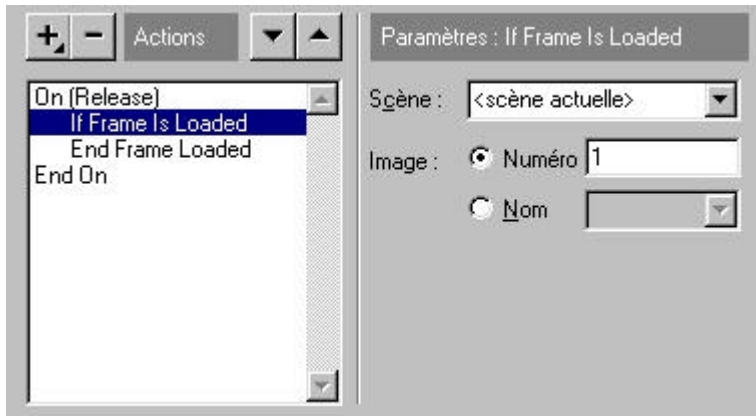 Actions
On (Release)
If Frame Is Loaded
End Frame Loaded
End On
Paramètres : If Frame Is Loaded
Scène : <scène actuelle>
Image : Numéro 1
Nom